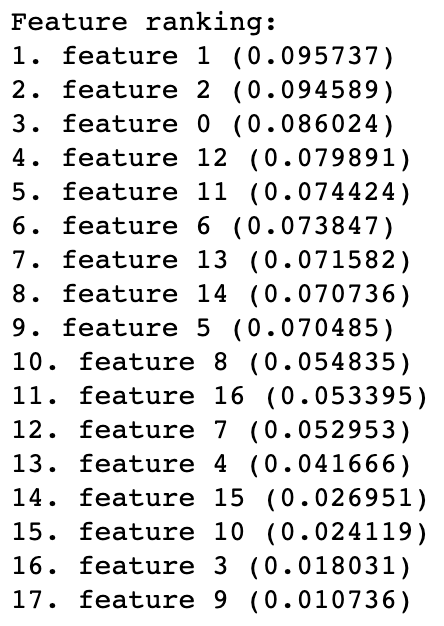 Feature ranking:
1. feature 1 (0.095737)
2. feature 2 (0.094589)
3. feature 0 (0.086024)
4. feature 12 (0.079891)
5. feature 11 (0.074424)
6. feature 6 (0.073847)
7. feature 13 (0.071582)
8. feature 14 (0.070736)
9. feature 5 (0.070485)
10. feature 8 (0.054835)
11. feature 16 (0.053395)
12. feature 7 (0.052953)
13. feature 4 (0.041666)
14. feature 15 (0.026951)
15. feature 10 (0.024119)
16. feature 3 (0.018031)
17. feature 9 (0.010736)